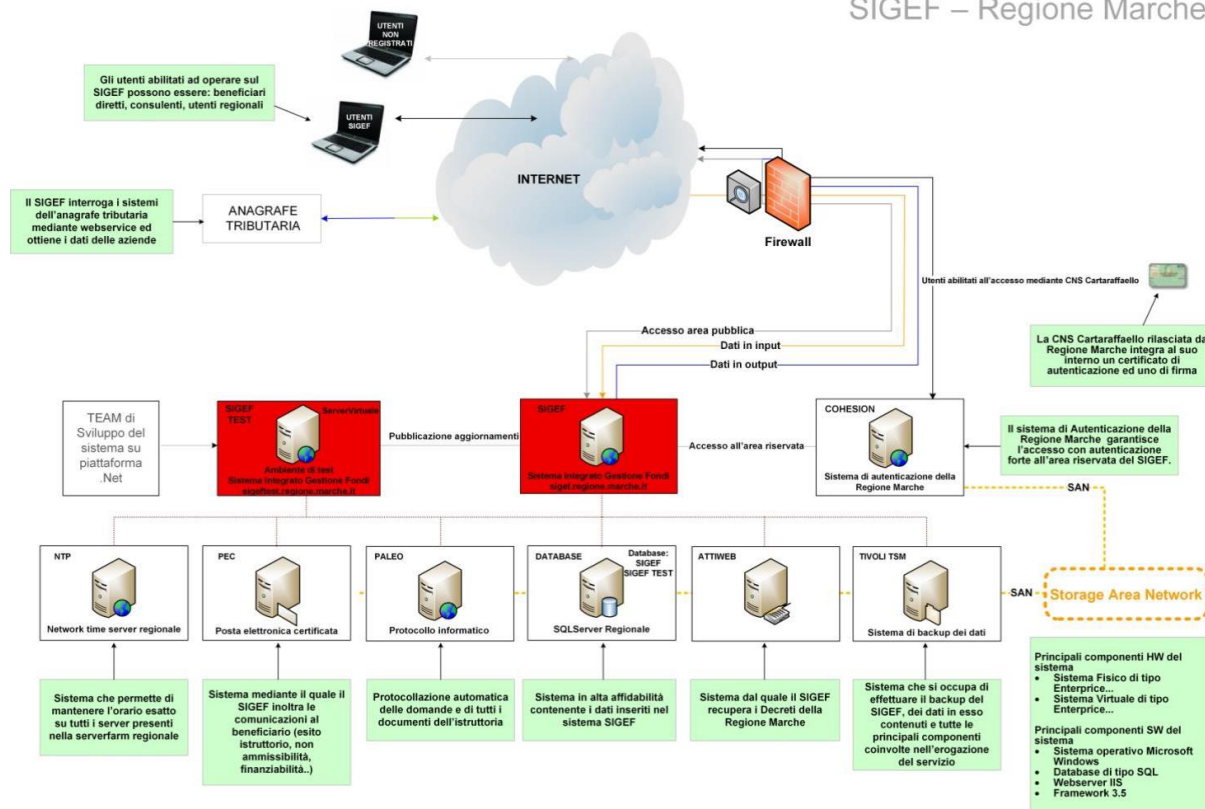 SIGEF – Regione Marche
UTENTI
NON
REGISTRATI
Gli utenti abilitati ad operare sul
SIGEF possono essere: beneficiari
diretti, consulenti, utenti regionali
UTENTI
SIGEF
INTERNET
Il SIGEF interroga i sistemi
dell'anagrafe tributaria
mediante webservice ed
ottiene i dati delle aziende
ANAGRAFE
TRIBUTARIA
Firewall
Utenti abilitati all'accesso mediante CNS Cartaraffaello
La CNS Cartaraffaello rilasciata da
Regione Marche integra al suo
interno un certificato di
autenticazione ed uno di firma
Accesso area pubblica
Dati in input
Dati in output
TEAM di
Sviluppo del
sistema su
piattaforma
.Net
SIGEF
TEST
ServerVirtuale
Ambiente di test
Sistema Integrato Gestione Fondi
sigeftest.regione.marche.it
Pubblicazione aggiornamenti
SIGEF
Sistema Integrato Gestione Fondi
sigef.regione.marche.it
Accesso all'area riservata
COHESION
Sistema di autenticazione della
Regione Marche
Il sistema di Autenticazione della
Regione Marche garantisce
l'accesso con autenticazione
forte all'area riservata del SIGEF.
SAN
NTP
Network time server regionale
PEC
Posta elettronica certificata
PALEO
Protocollo informatico
DATABASE
Database:
SIGEF
SIGEF TEST
SQLServer Regionale
ATTIWEB
TIVOLI TSM
Sistema di backup dei dati
SAN
Storage Area Network
Sistema che permette di
mantenere l'orario esatto
su tutti i server presenti
nella serverfarm regionale
Sistema mediante il quale il
SIGEF inoltra le
comunicazioni al
beneficiario (esito
istruttorio, non
ammissibilità,
finanziabilità..)
Protocollazione automatica
delle domande e di tutti i
documenti dell'istruttoria
Sistema in alta affidabilità
contenente i dati inseriti nel
sistema SIGEF
Sistema dal quale il SIGEF
recupera i Decreti della
Regione Marche
Sistema che si occupa di
effettuare il backup del
SIGEF, dei dati in esso
contenuti e tutte le
principali componenti
coinvolte nell'erogazione
del servizio
Principali componenti HW del
sistema
• Sistema Fisico di tipo
Enterprice...
• Sistema Virtuale di tipo
Enterprice...
Principali componenti SW del
sistema
• Sistema operativo Microsoft
Windows
• Database di tipo SQL
• Webserver IIS
• Framework 3.5